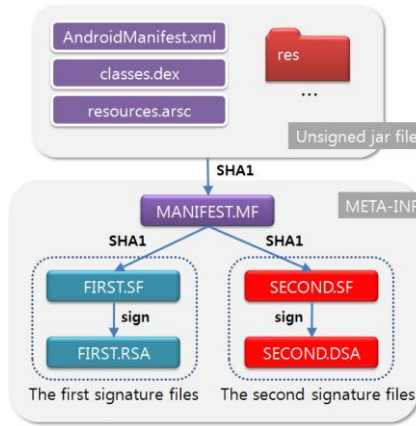 AndroidManifest.xml
classes.dex
resources.arsc
res
...
Unsigned jar file
SHA1
MANIFEST.MF
META-INF
SHA1 SHA1
FIRST.SF SECOND.SF
sign sign
FIRST.RSA SECOND.DSA
The first signature files The second signature files